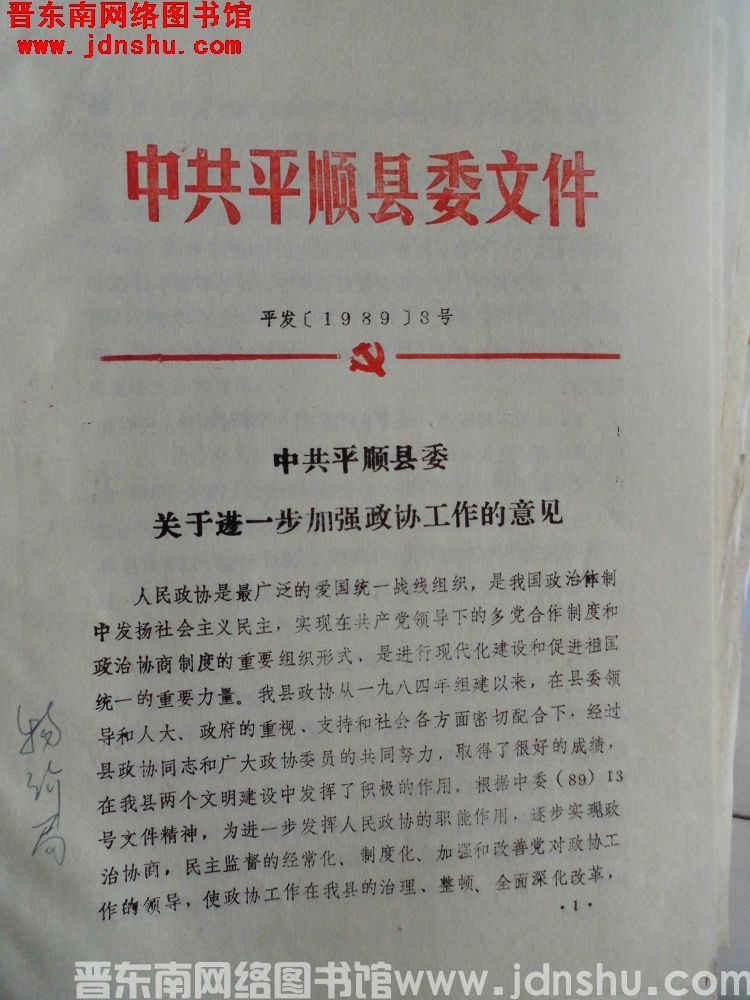 晋东南网络图书馆
www.jdnshu.com
中共平顺县委文件
平发〔1989〕3号
中共平顺县委
关于进一步加强政协工作的意见
人民政协是最广泛的爱国统一战线组织，是我国政治体制
中发扬社会主义民主，实现在共产党领导下的多党合作制度和
政治协商制度的重要组织形式，是进行现代化建设和促进祖国
统一的重要力量。我县政协从一九八四年组建以来，在县委领
导和人大、政府的重视、支持和社会各方面密切配合下，经过
县政协同志和广大政协委员的共同努力，取得了很好的成绩，
在我县两个文明建设中发挥了积极的作用。根据中委（89）13
号文件精神，为进一步发挥人民政协的职能作用，逐步实现政
治协商，民主监督的经常化、制度化、加强和改善党对政协工
作的领导，使政协工作在我县的治理、整顿、全面深化改革，
·1·
物价局
晋东南网络图书馆www.jdnshu.com